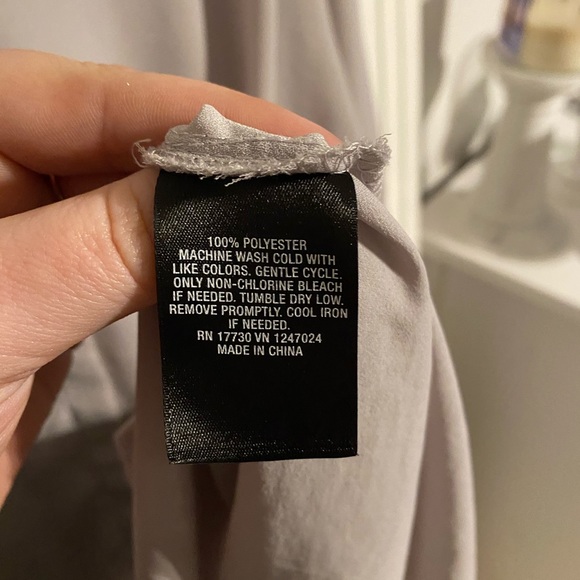 100% POLYESTER
MACHINE WASH COLD WITH
LIKE COLORS. GENTLE CYCLE.
ONLY NON-CHLORINE BLEACH
IF NEEDED. TUMBLE DRY LOW.
REMOVE PROMPTLY. COOL IRON
IF NEEDED.
RN 17730 VN 1247024
MADE IN CHINA